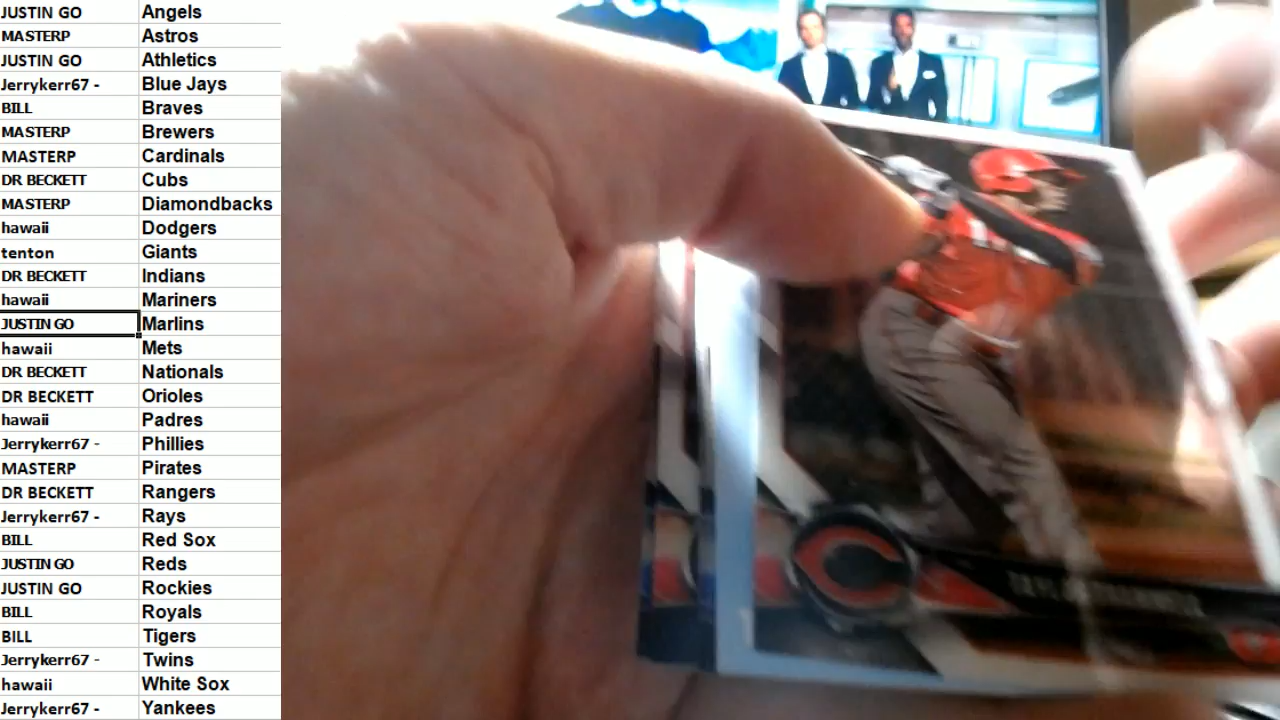 JUSTIN GO Angels
MASTERP Astros
JUSTIN GO Athletics
Jerrykerr67 - Blue Jays
BILL Braves
MASTERP Brewers
MASTERP Cardinals
DR BECKETT Cubs
MASTERP Diamondbacks
hawaii Dodgers
tenton Giants
DR BECKETT Indians
hawaii Mariners
JUSTIN GO Marlins
hawaii Mets
DR BECKETT Nationals
DR BECKETT Orioles
hawaii Padres
Jerrykerr67 - Phillies
MASTERP Pirates
DR BECKETT Rangers
Jerrykerr67 - Rays
BILL Red Sox
JUSTIN GO Reds
JUSTIN GO Rockies
BILL Royals
BILL Tigers
Jerrykerr67 - Twins
hawaii White Sox
Jerrykerr67 - Yankees
C